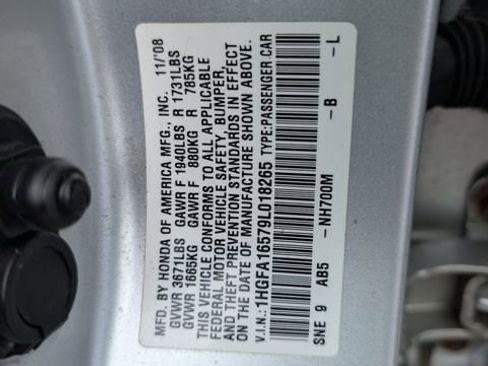 MFD. BY HONDA OF AMERICA MFG., INC. 11/'08
GVWR 3671LBS GAWR F 1940LBS R 1731LBS
GVWR 1665KG GAWR F 880KG R 785KG
THIS VEHICLE CONFORMS TO ALL APPLICABLE
FEDERAL MOTOR VEHICLE SAFETY, BUMPER,
AND THEFT PREVENTION STANDARDS IN EFFECT
ON THE DATE OF MANUFACTURE SHOWN ABOVE.
V.I.N.: 1HGFA16579L018265 TYPE:PASSENGER CAR
SNE 9 AB5 -NH700M -B -L